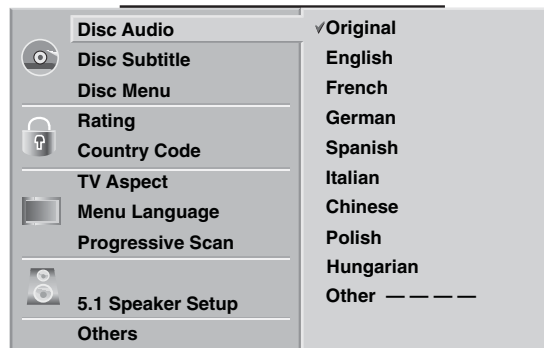 Disc Audio
Disc Subtitle
Disc Menu
Rating
Country Code
TV Aspect
Menu Language
Progressive Scan
5.1 Speaker Setup
Others
✓Original
English
French
German
Spanish
Italian
Chinese
Polish
Hungarian
Other — — — —